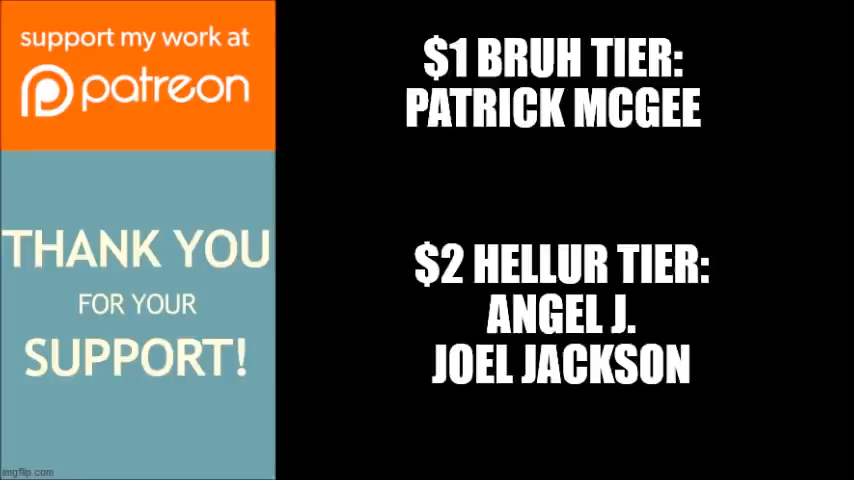 support my work at
patreon
THANK YOU
FOR YOUR
SUPPORT!
imgflip.com
$1 BRUH TIER:
PATRICK MCGEE
$2 HELLUR TIER:
ANGEL J.
JOEL JACKSON